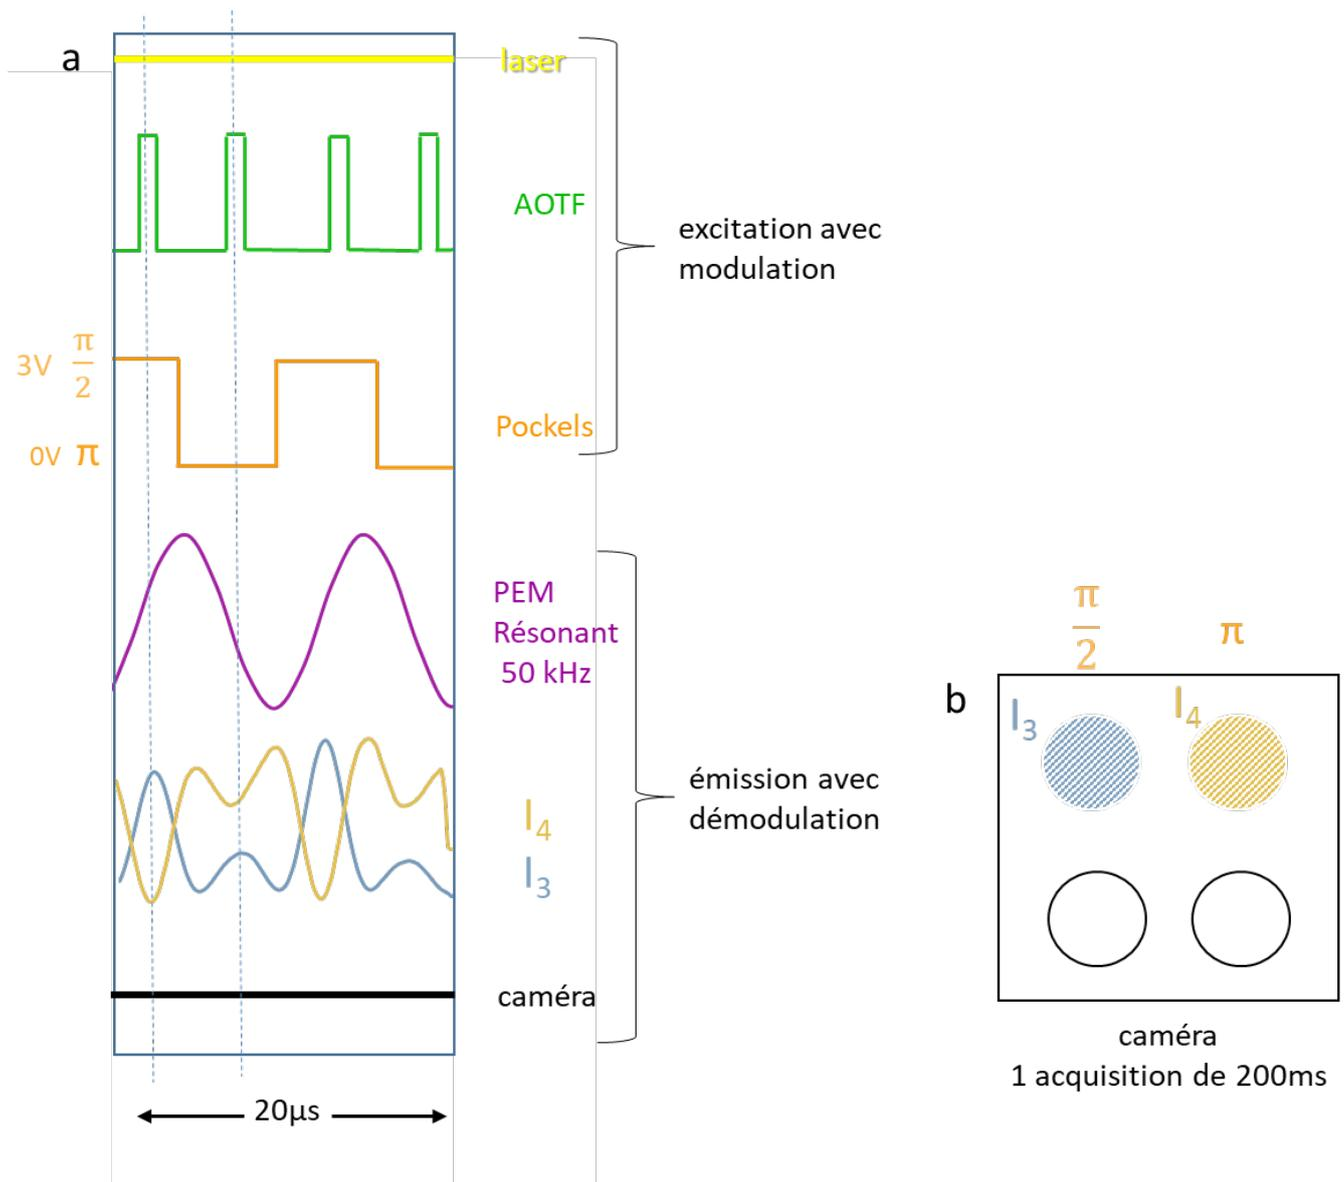 a
laser
AOTF
excitation avec
modulation
3V π/2
0V π
Pockels
PEM
Résonant
50 kHz
I4
I3
émission avec
démodulation
caméra
20µs
b
π/2 π
I3 I4
caméra
1 acquisition de 200ms